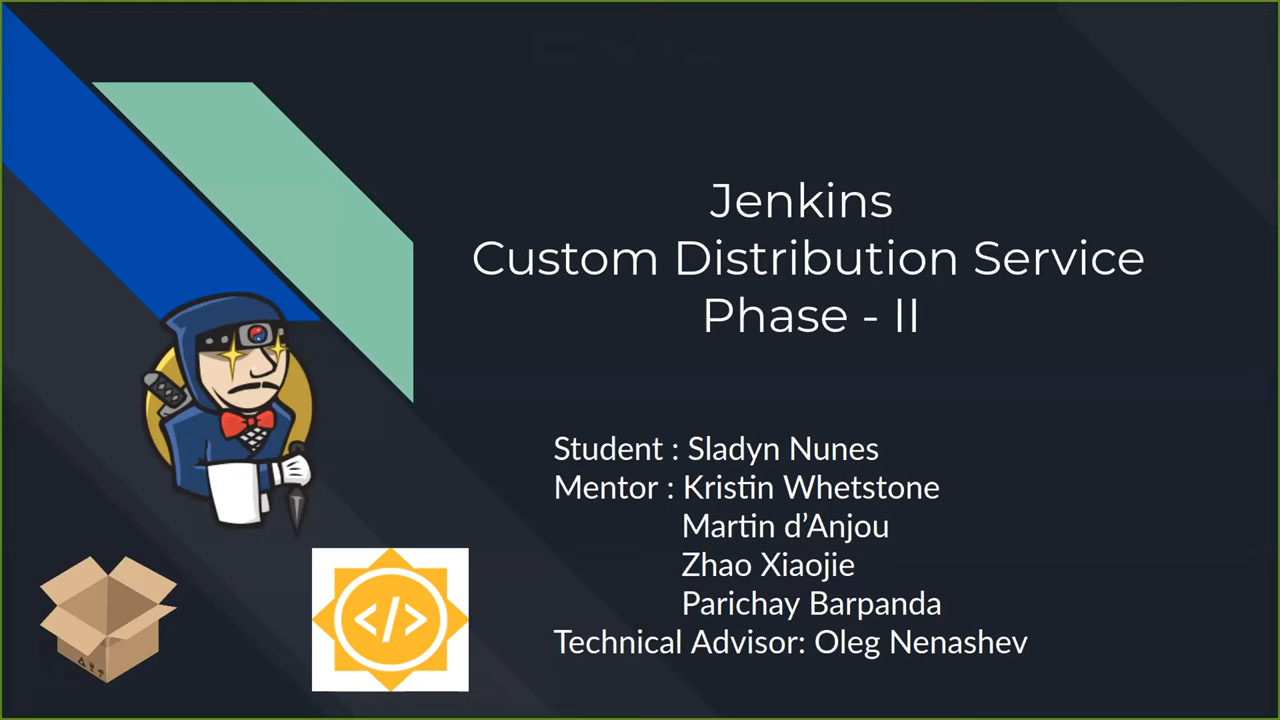 Jenkins
Custom Distribution Service
Phase - II
Student : Sladyn Nunes
Mentor : Kristin Whetstone
Martin d’Anjou
Zhao Xiaojie
Parichay Barpanda
Technical Advisor: Oleg Nenashev
</>